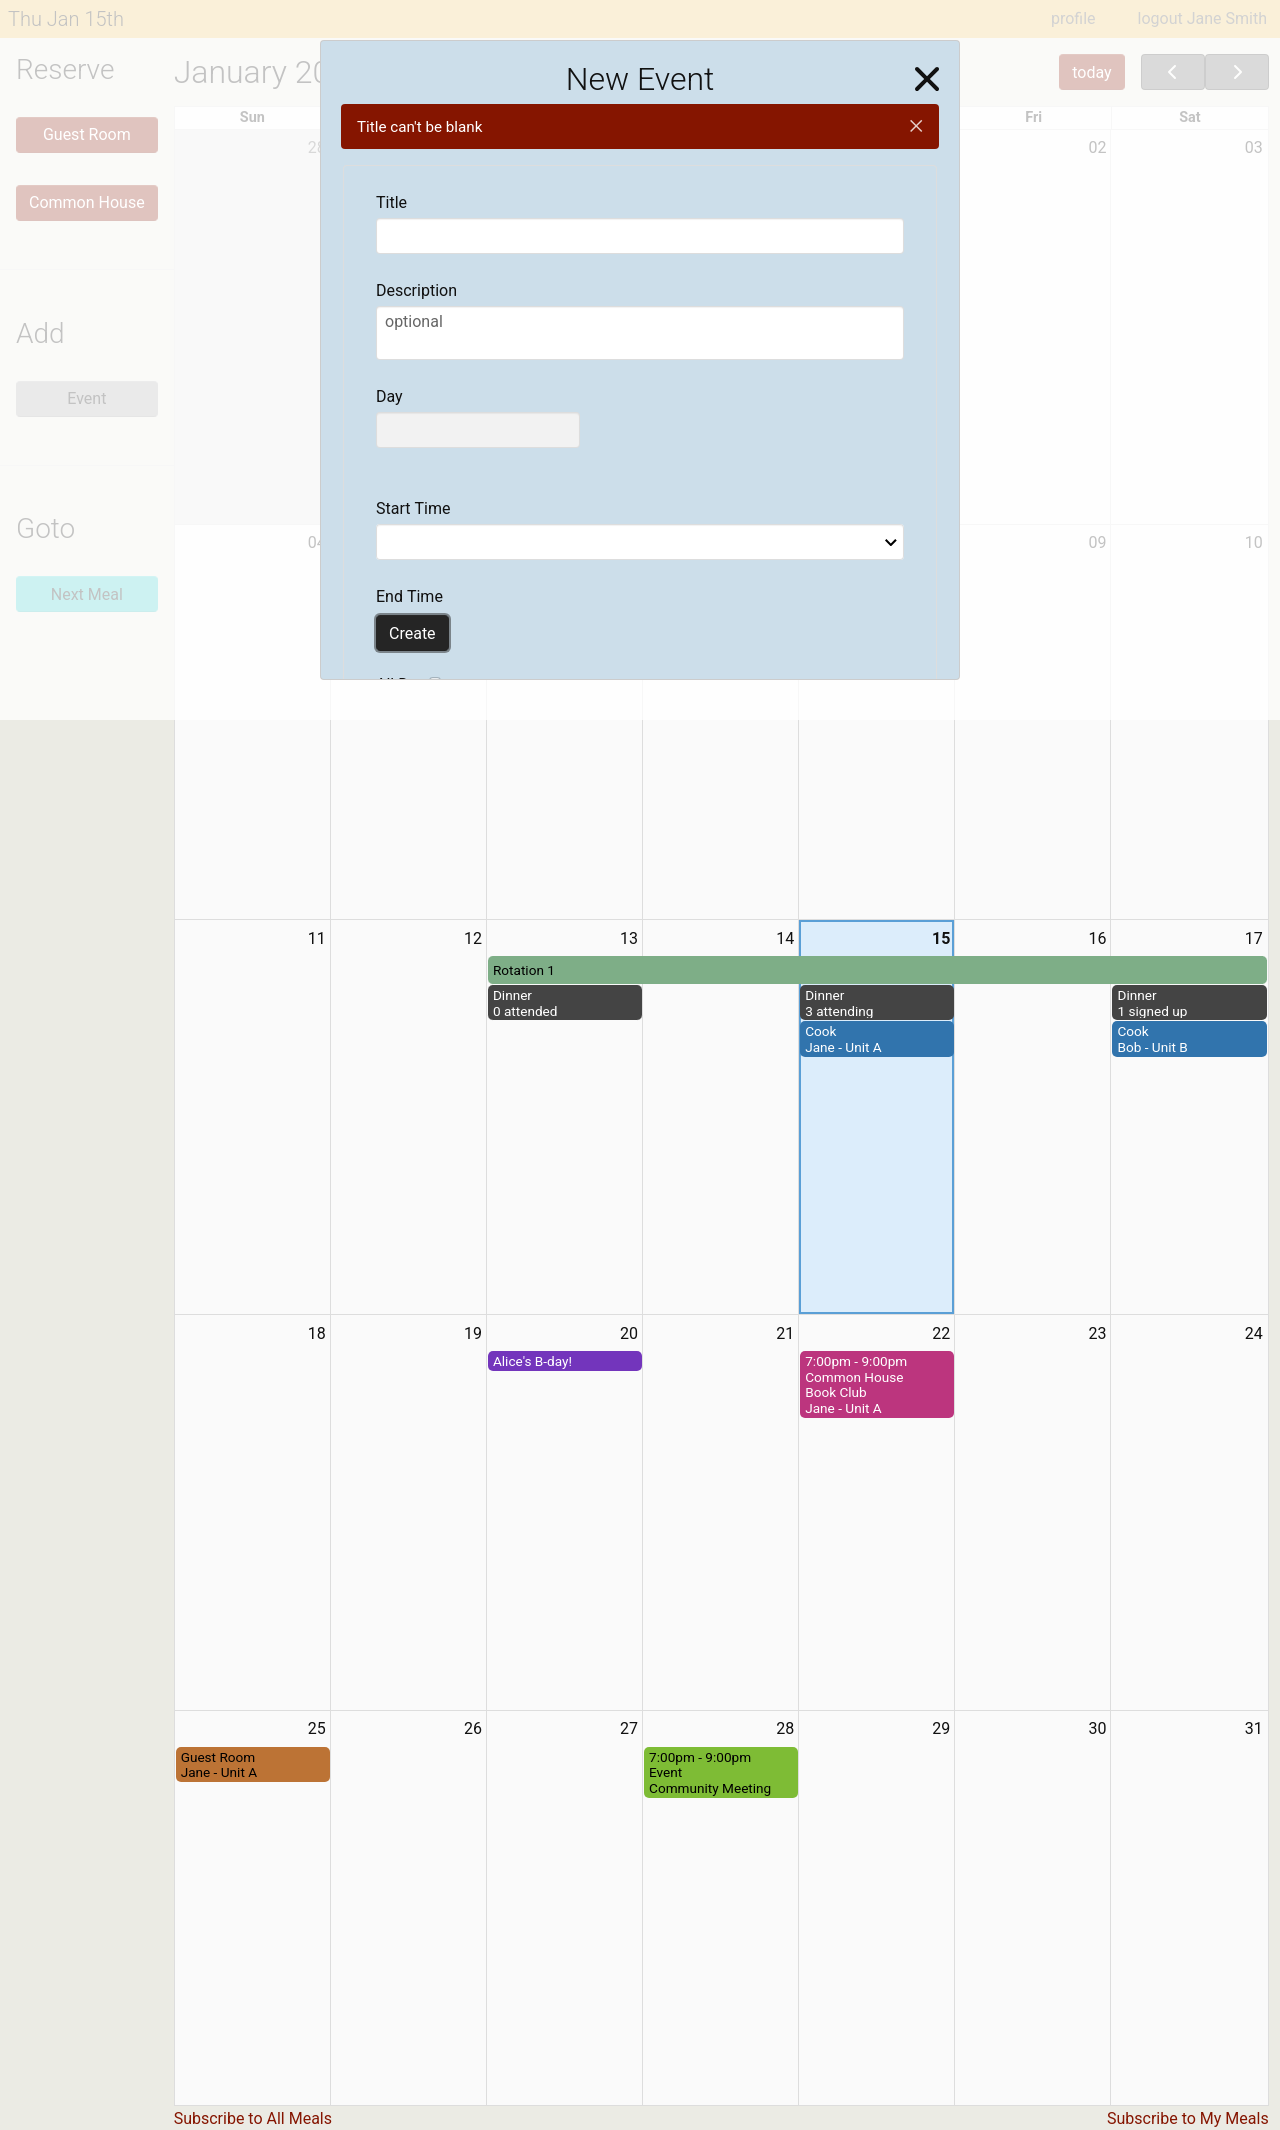 Thu Jan 15th
profile
logout Jane Smith
Reserve
Guest Room
Common House
Add
Event
Goto
Next Meal
January 20
today
New Event
Title can't be blank
Title
Description
optional
Day
Start Time
End Time
Create
Sun
Fri
Sat
02
03
04
09
10
11
12
13
14
15
16
17
Rotation 1
Dinner
0 attended
Dinner
3 attending
Cook
Jane - Unit A
Dinner
1 signed up
Cook
Bob - Unit B
18
19
20
21
22
23
24
Alice's B-day!
7:00pm - 9:00pm
Common House
Book Club
Jane - Unit A
25
26
27
28
29
30
31
Guest Room
Jane - Unit A
7:00pm - 9:00pm
Event
Community Meeting
Subscribe to All Meals
Subscribe to My Meals